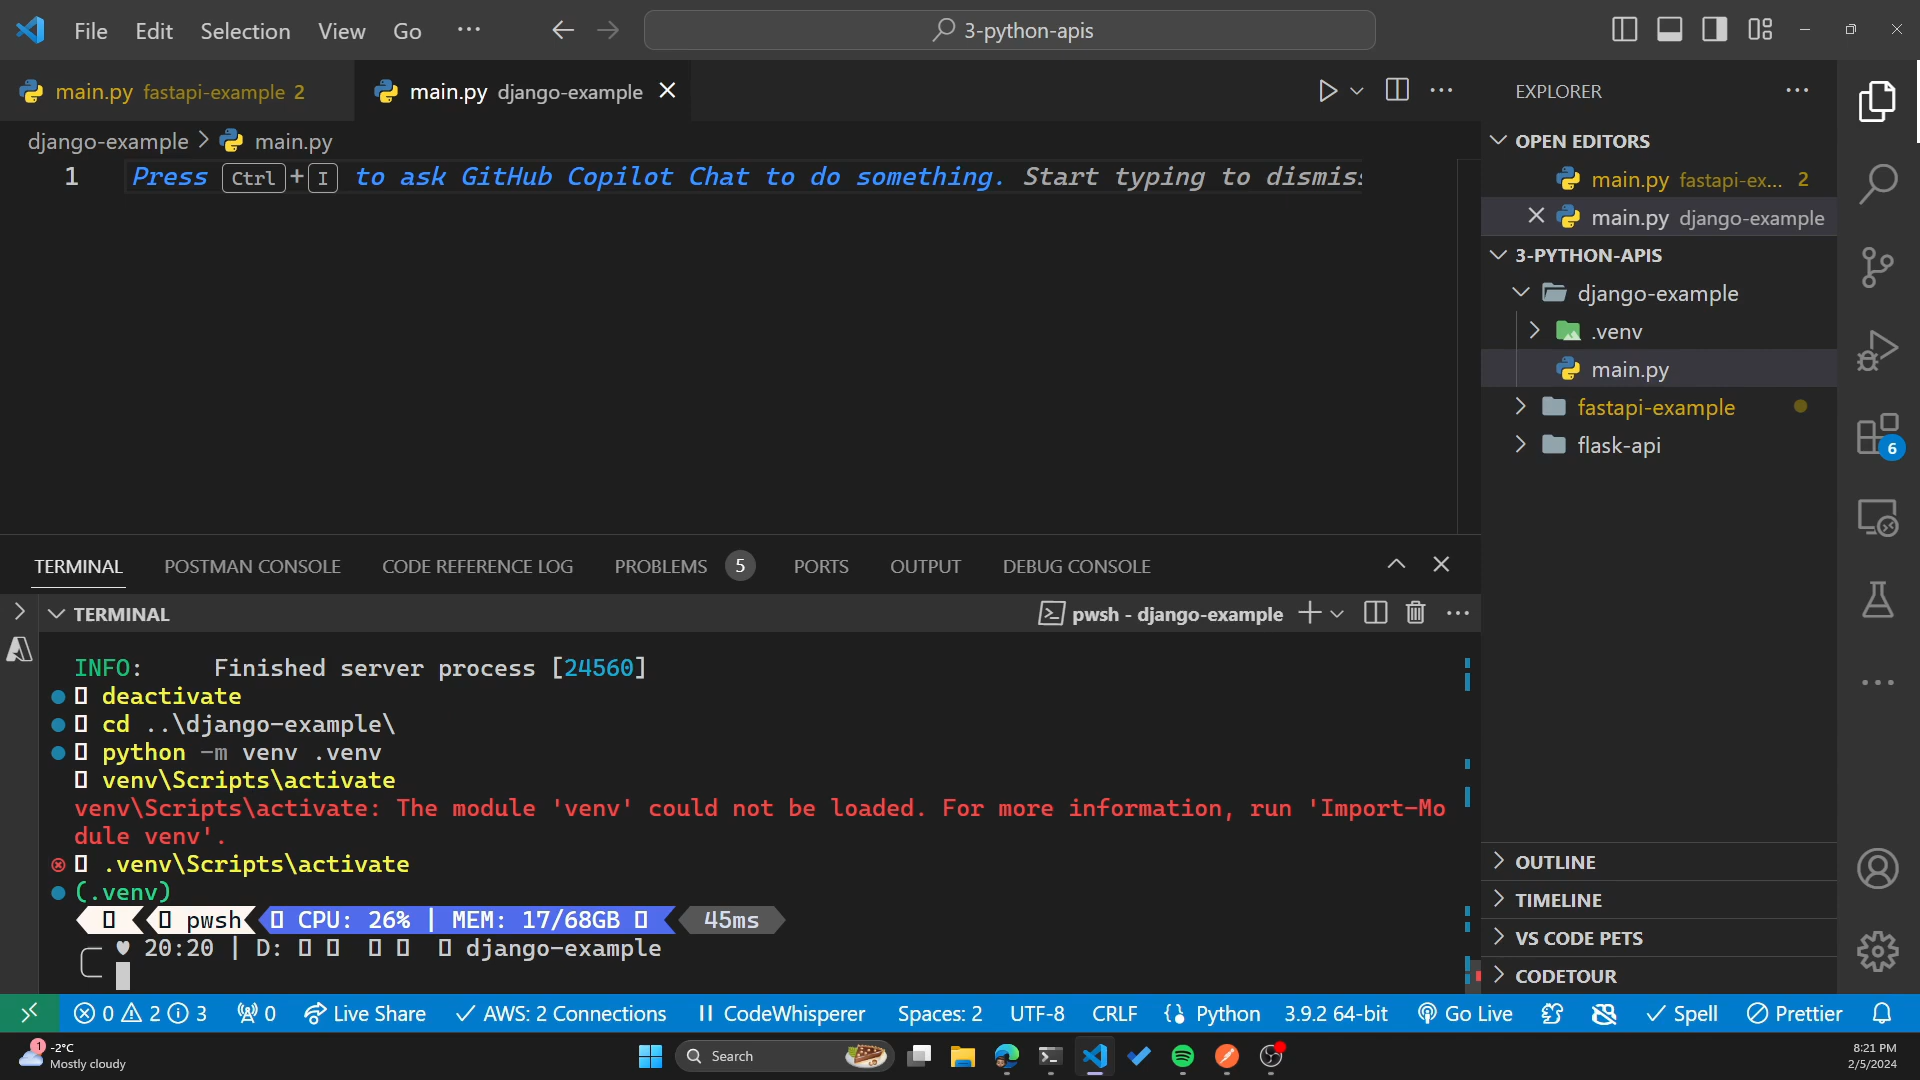 File Edit Selection View Go ··· 3-python-apis
main.py fastapi-example 2 main.py django-example
django-example > main.py
1 Press Ctrl+I to ask GitHub Copilot Chat to do something. Start typing to dismis
EXPLORER
OPEN EDITORS
main.py fastapi-ex... 2
main.py django-example
3-PYTHON-APIS
django-example
.venv
main.py
fastapi-example
flask-api
6
OUTLINE
TIMELINE
VS CODE PETS
CODETOUR
TERMINAL POSTMAN CONSOLE CODE REFERENCE LOG PROBLEMS 5 PORTS OUTPUT DEBUG CONSOLE
TERMINAL pwsh - django-example
INFO: Finished server process [24560]
deactivate
cd ..\django-example\
python -m venv .venv
venv\Scripts\activate
venv\Scripts\activate: The module 'venv' could not be loaded. For more information, run 'Import-Mo
dule venv'.
.venv\Scripts\activate
(.venv)
pwsh CPU: 26% | MEM: 17/68GB 45ms
♥ 20:20 | D: django-example
0 2 3 0 Live Share AWS: 2 Connections CodeWhisperer Spaces: 2 UTF-8 CRLF Python 3.9.2 64-bit Go Live Spell Prettier
1 -2°C
Mostly cloudy
Search
8:21 PM
2/5/2024